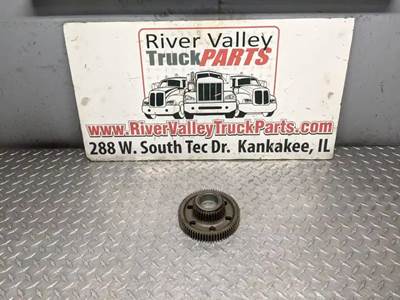 River Valley
TruckPARTS
www.RiverValleyTruckParts.com
288 W. South Tec Dr. Kankakee, IL